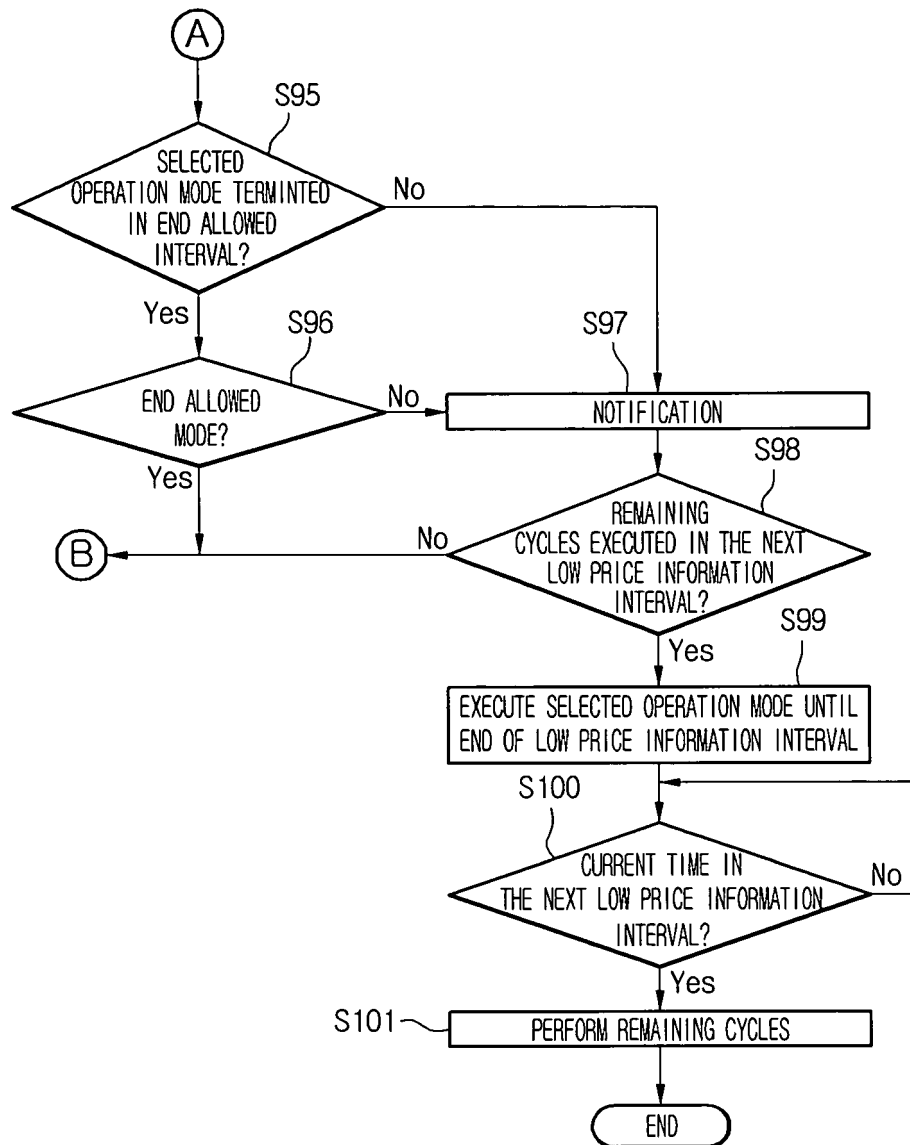 A
S95
SELECTED
OPERATION MODE TERMINTED
IN END ALLOWED
INTERVAL?
No
Yes
S96
END ALLOWED
MODE?
No
Yes
S97
NOTIFICATION
S98
REMAINING
CYCLES EXECUTED IN THE NEXT
LOW PRICE INFORMATION
INTERVAL?
No
B
Yes
S99
EXECUTE SELECTED OPERATION MODE UNTIL
END OF LOW PRICE INFORMATION INTERVAL
S100
CURRENT TIME IN
THE NEXT LOW PRICE INFORMATION
INTERVAL?
No
Yes
S101
PERFORM REMAINING CYCLES
END